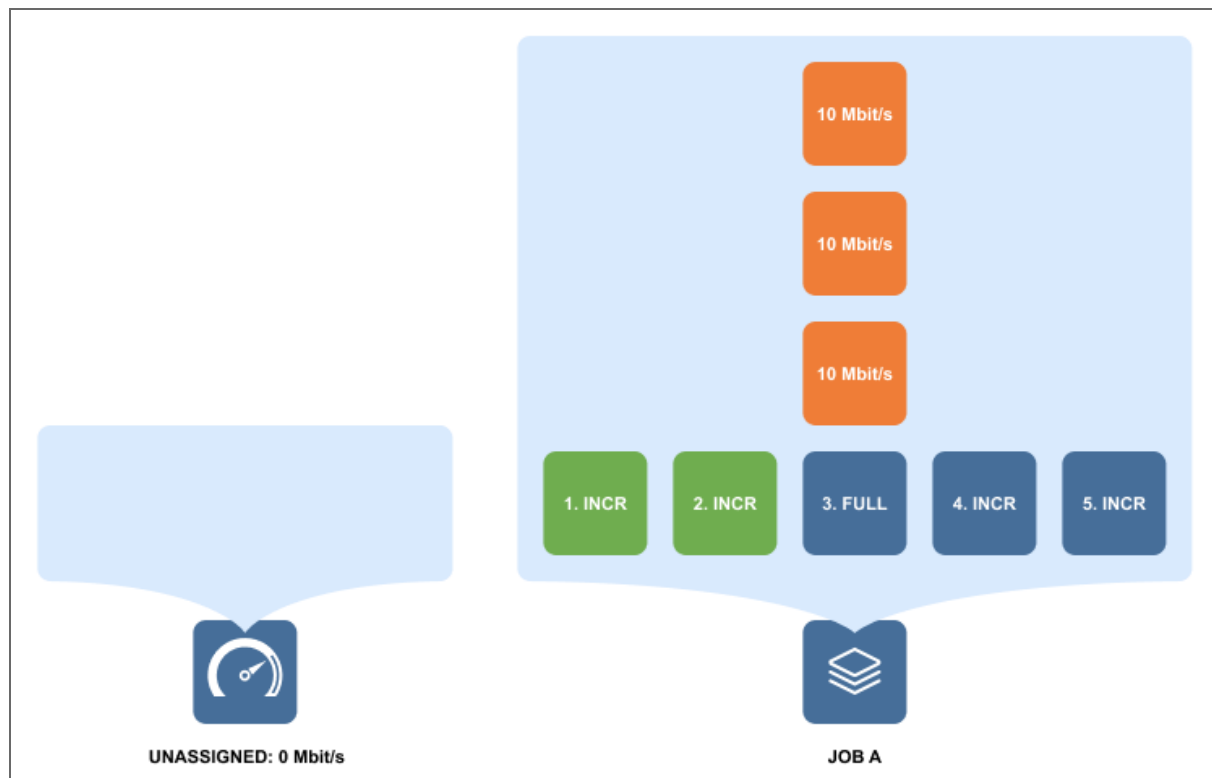 10 Mbit/s
10 Mbit/s
10 Mbit/s
1. INCR
2. INCR
3. FULL
4. INCR
5. INCR
UNASSIGNED: 0 Mbit/s
JOB A